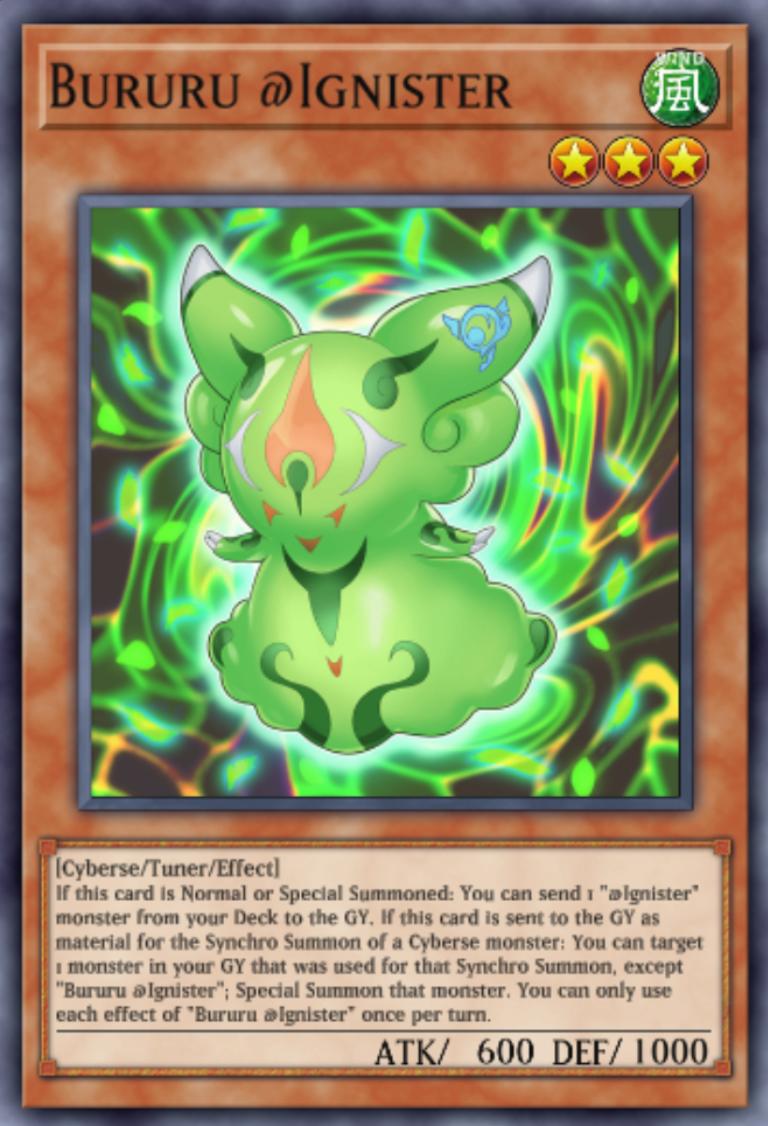 Bururu @Ignister
WIND
風
[Cyberse/Tuner/Effect]
If this card is Normal or Special Summoned: You can send 1 "@Ignister"
monster from your Deck to the GY. If this card is sent to the GY as
material for the Synchro Summon of a Cyberse monster: You can target
1 monster in your GY that was used for that Synchro Summon, except
"Bururu @Ignister"; Special Summon that monster. You can only use
each effect of "Bururu @Ignister" once per turn.
ATK/ 600 DEF/ 1000